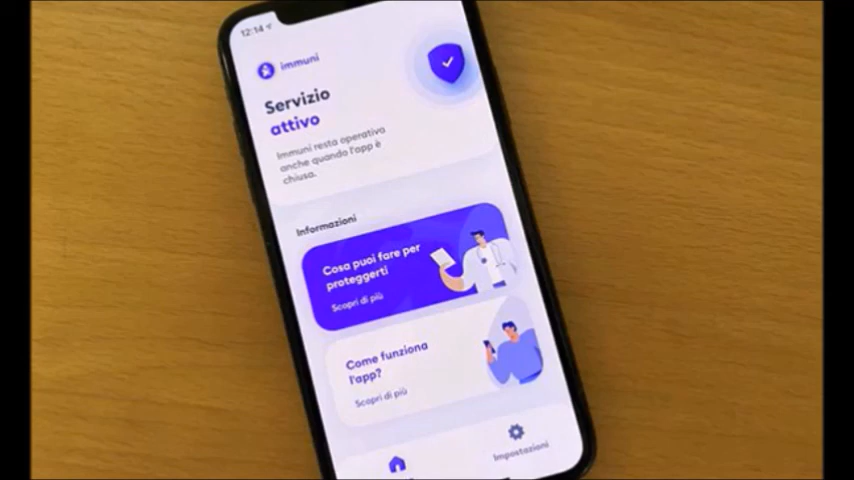 12:14
immuni
Servizio
attivo
Immuni resta operativo
anche quando l'app è
chiusa.
Informazioni
Cosa puoi fare per
proteggerti
Scopri di più
Come funziona
l'app?
Scopri di più
Impostazioni